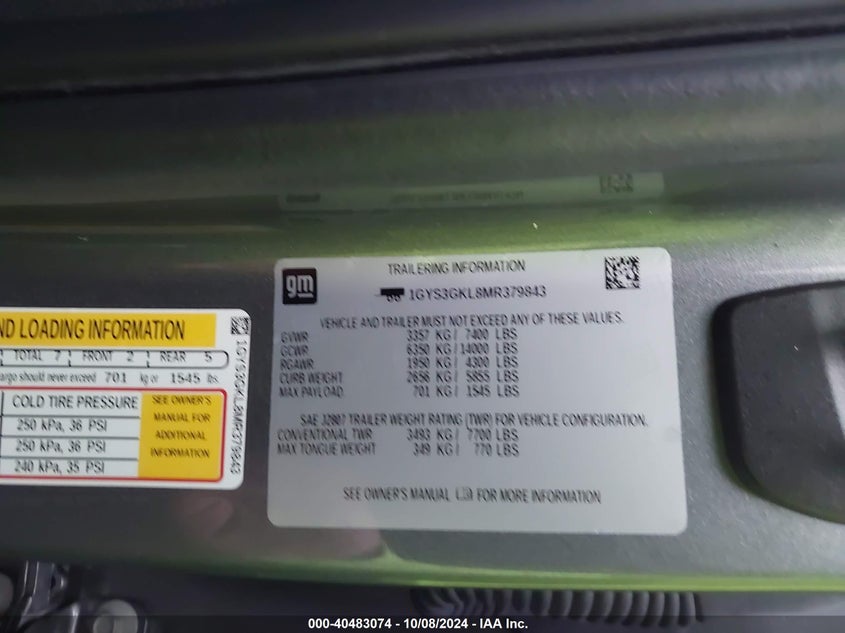 ND LOADING INFORMATION
TOTAL 7 FRONT 2 REAR 5
cargo should never exceed 701 kg or 1545 lbs.
COLD TIRE PRESSURE
250 kPa, 36 PSI
250 kPa, 36 PSI
240 kPa, 35 PSI
SEE OWNER'S
MANUAL FOR
ADDITIONAL
INFORMATION
1GYS3GKL8MR379843
gm
TRAILERING INFORMATION
1GYS3GKL8MR379843
VEHICLE AND TRAILER MUST NOT EXCEED ANY OF THESE VALUES.
GVWR 3357 KG/ 7400 LBS
GCWR 6350 KG/14000 LBS
RGAWR 1950 KG/ 4300 LBS
CURB WEIGHT 2656 KG/ 5855 LBS
MAX PAYLOAD 701 KG/ 1545 LBS
SAE J2807 TRAILER WEIGHT RATING (TWR) FOR VEHICLE CONFIGURATION.
CONVENTIONAL TWR 3493 KG/ 7700 LBS
MAX TONGUE WEIGHT 349 KG/ 770 LBS
SEE OWNER'S MANUAL FOR MORE INFORMATION
000-40483074 - 10/08/2024 - IAA Inc.